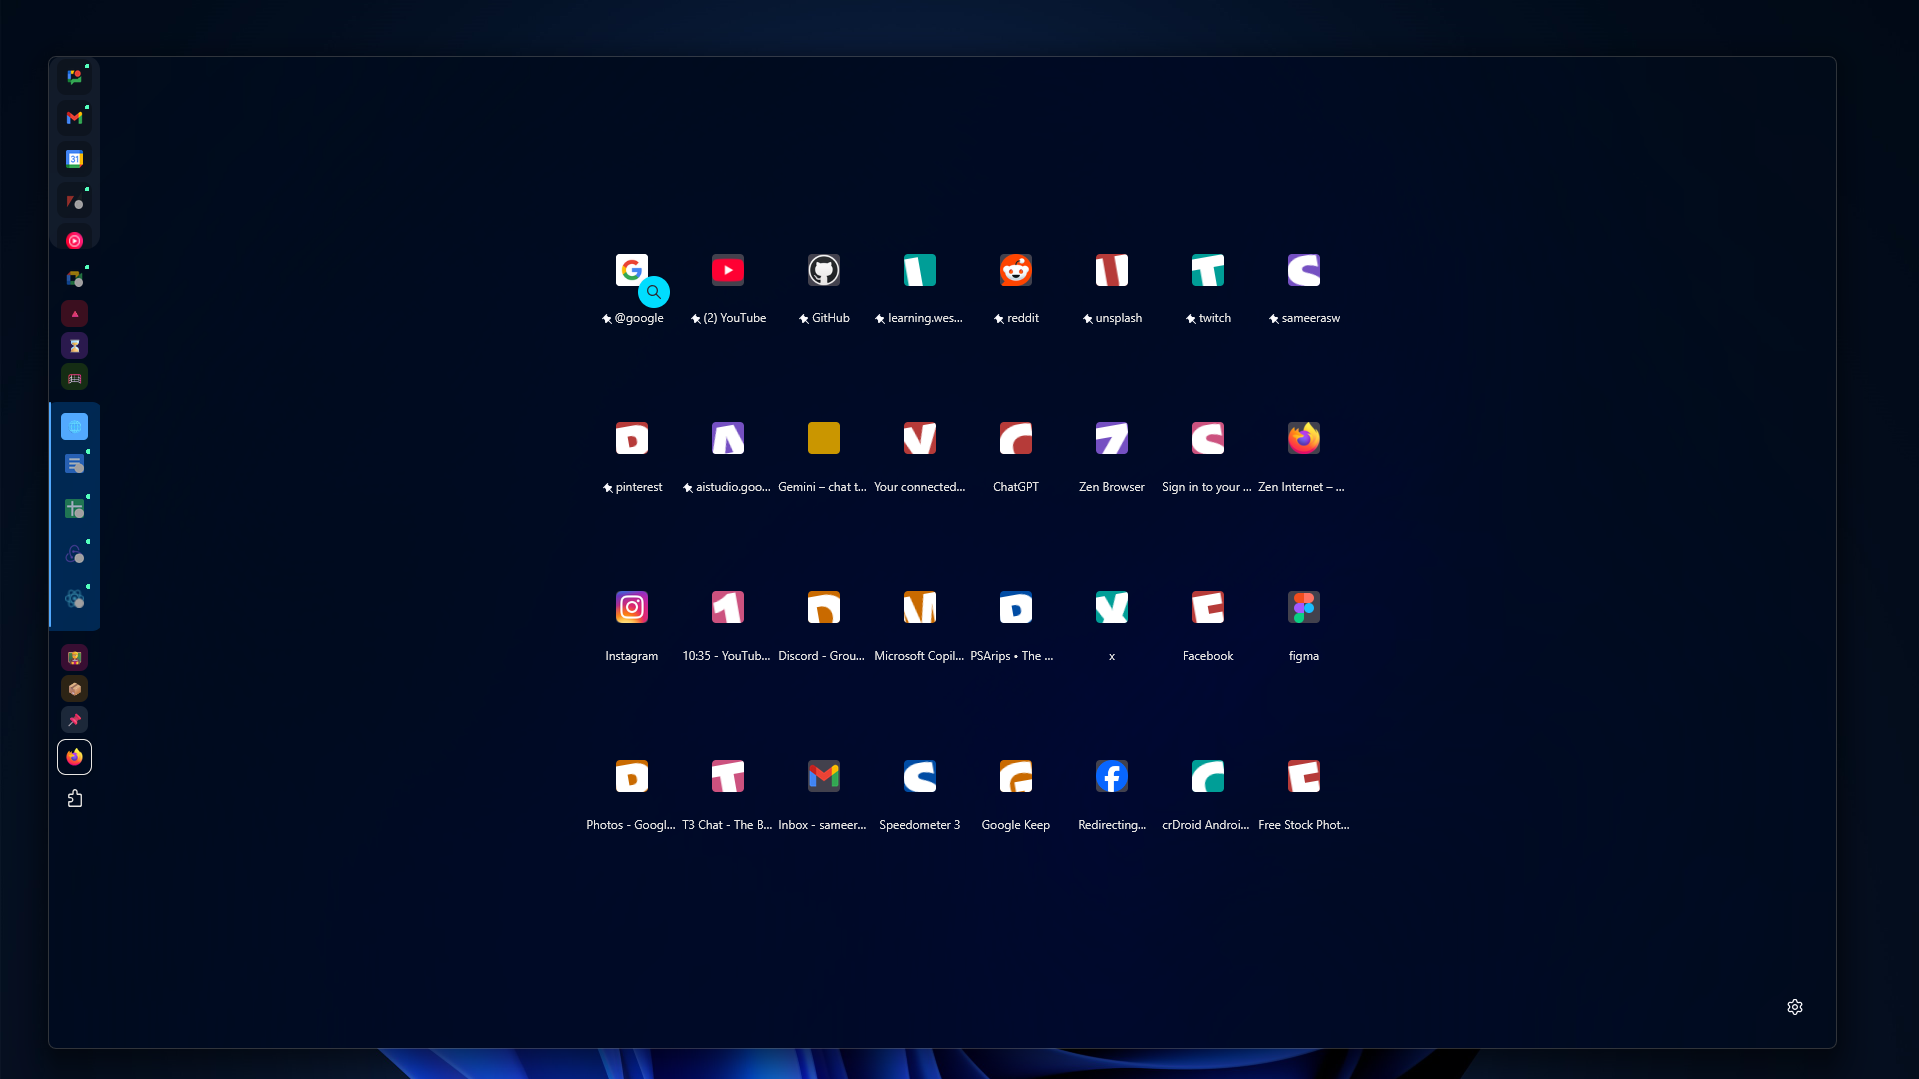 31
@google
(2) YouTube
GitHub
learning.wes...
reddit
unsplash
twitch
sameerasw
pinterest
aistudio.goo...
Gemini – chat t...
Your connected...
ChatGPT
Zen Browser
Sign in to your ...
Zen Internet – ...
Instagram
10:35 - YouTub...
Discord - Grou...
Microsoft Copil...
PSArips • The ...
x
Facebook
figma
Photos - Googl...
T3 Chat - The B...
Inbox - sameer...
Speedometer 3
Google Keep
Redirecting...
crDroid Androi...
Free Stock Phot...